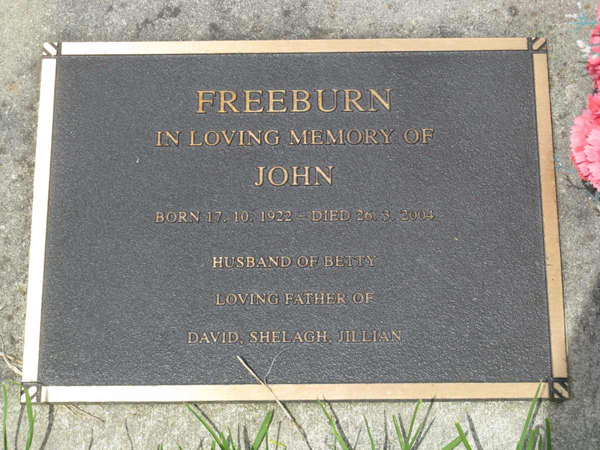 FREEBURN
IN LOVING MEMORY OF
JOHN
BORN 17. 10. 1922 – DIED 26. 3. 2004
HUSBAND OF BETTY
LOVING FATHER OF
DAVID, SHELAGH, JILLIAN